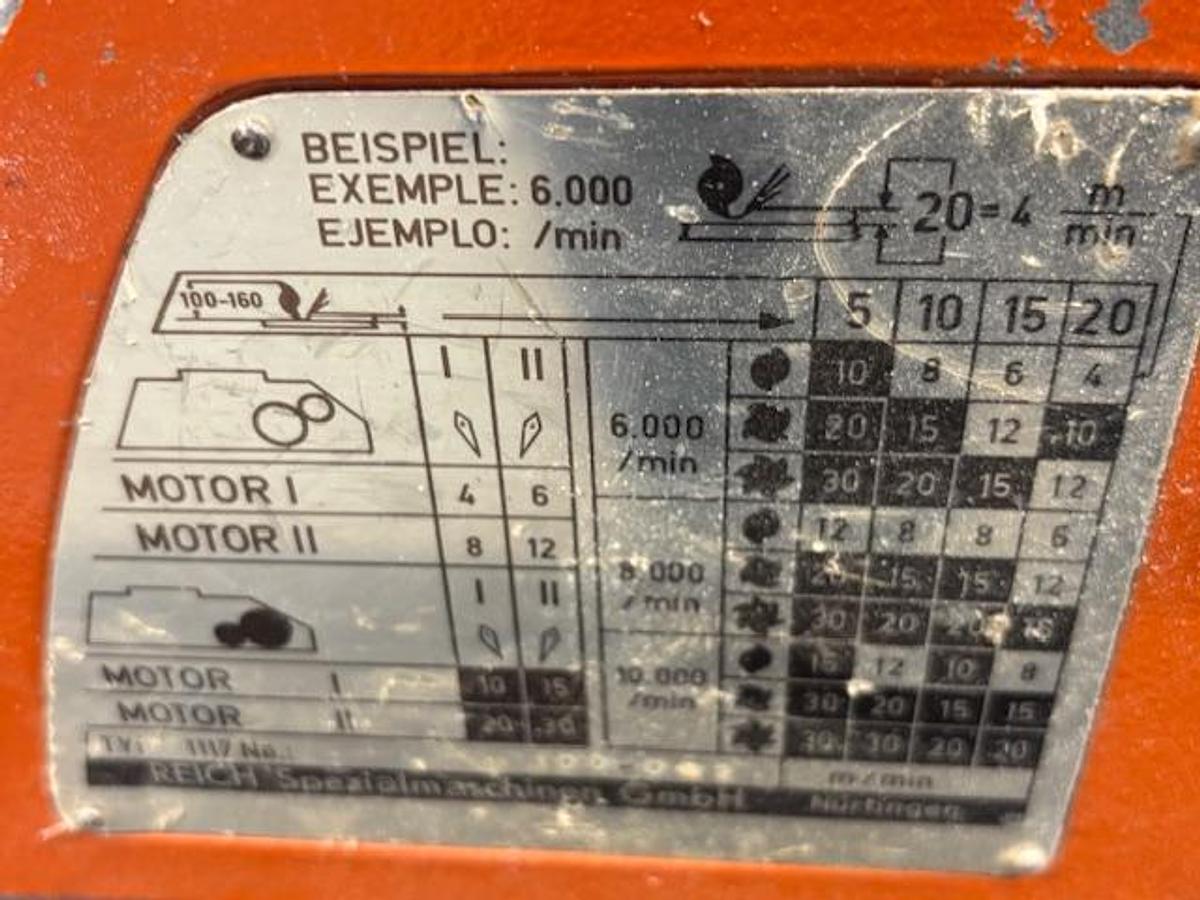 BEISPIEL:
EXEMPLE: 6.000
EJEMPLO: /min
20 = 4 m/min
100-160 5 10 15 20
I II
6.000 /min
10 8 6 4
20 15 12 10
30 20 15 12
MOTOR I 4 6
MOTOR II 8 12
8.000 /min
12 8 8 6
20 15 15 12
30 20 20
I II
10.000 /min
15 12 10 8
30 20 15 15
30 30 20 20
MOTOR I 10 15
MOTOR II 20 30
m/min
REICH Spezialmaschinen GmbH Nürtingen